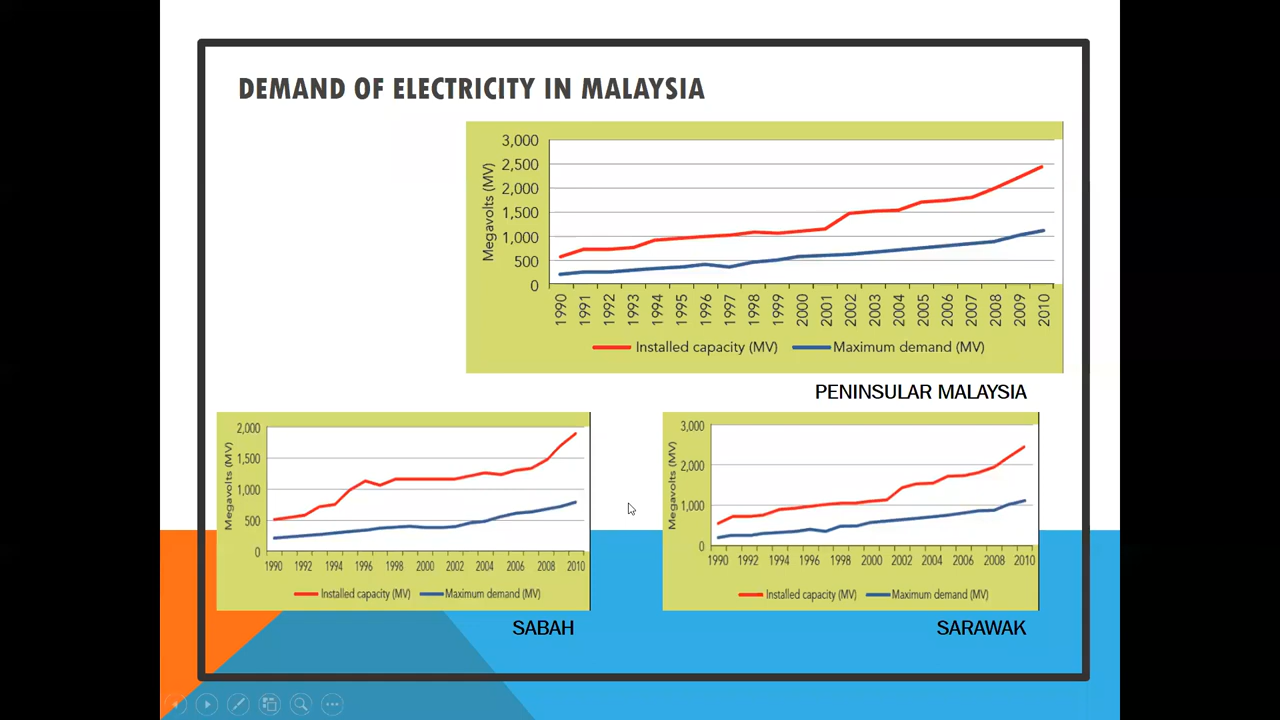 DEMAND OF ELECTRICITY IN MALAYSIA
Megavolts (MV)
3,000
2,500
2,000
1,500
1,000
500
0
1990 1991 1992 1993 1994 1995 1996 1997 1998 1999 2000 2001 2002 2003 2004 2005 2006 2007 2008 2009 2010
Installed capacity (MV) Maximum demand (MV)
PENINSULAR MALAYSIA
Megavolts (MV)
2,000
1,500
1,000
500
0
1990 1992 1994 1996 1998 2000 2002 2004 2006 2008 2010
Installed capacity (MV) Maximum demand (MV)
SABAH
Megavolts (MV)
3,000
2,000
1,000
0
1990 1992 1994 1996 1998 2000 2002 2004 2006 2008 2010
Installed capacity (MV) Maximum demand (MV)
SARAWAK